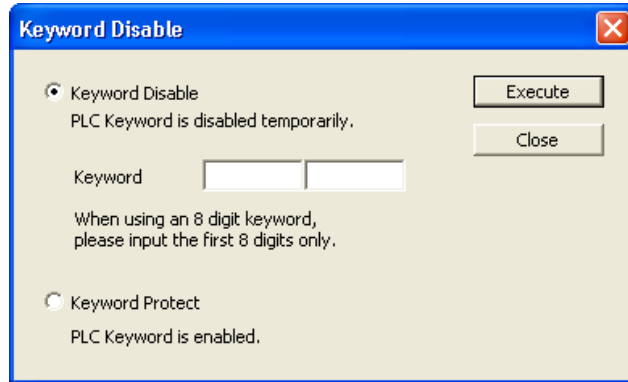 Keyword Disable
Keyword Disable
Execute
PLC Keyword is disabled temporarily.
Close
Keyword
When using an 8 digit keyword,
please input the first 8 digits only.
Keyword Protect
PLC Keyword is enabled.